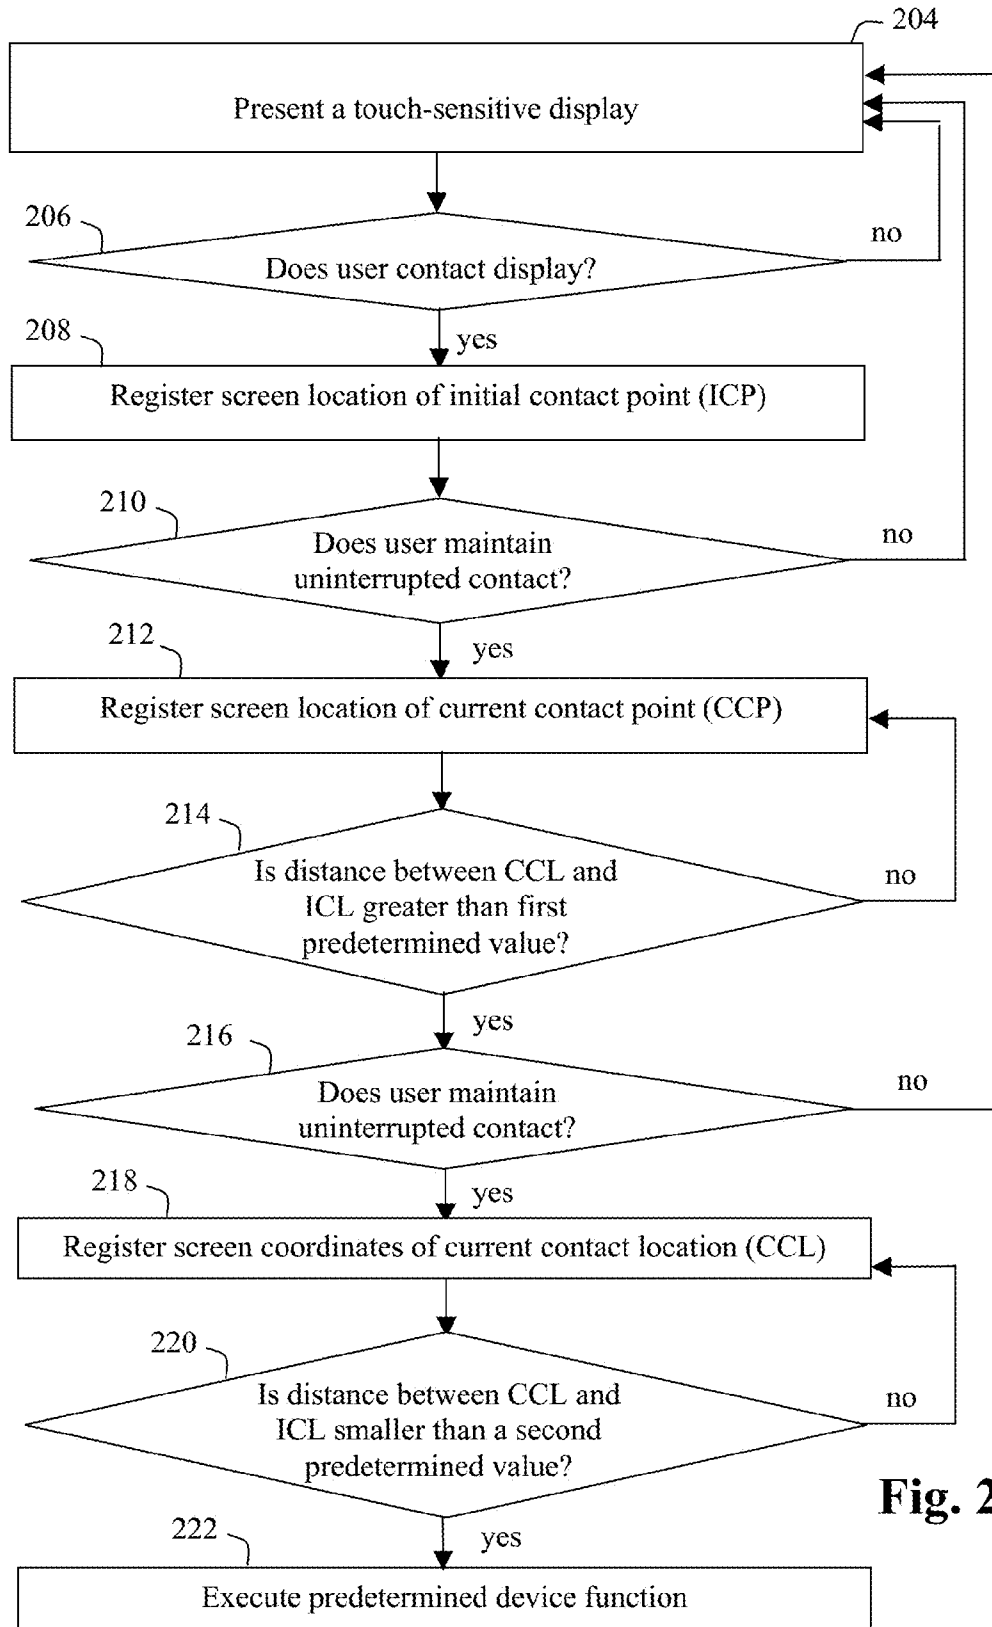 204
Present a touch-sensitive display
206
no
Does user contact display?
208
yes
Register screen location of initial contact point (ICP)
210
no
Does user maintain
uninterrupted contact?
212
yes
Register screen location of current contact point (CCP)
214
Is distance between CCL and
no
ICL greater than first
predetermined value?
216
yes
no
Does user maintain
uninterrupted contact?
218
yes
Register screen coordinates of current contact location (CCL)
220
Is distance between CCL and
no
ICL smaller than a second
predetermined value?
Fig. 2
222
yes
Execute predetermined device function